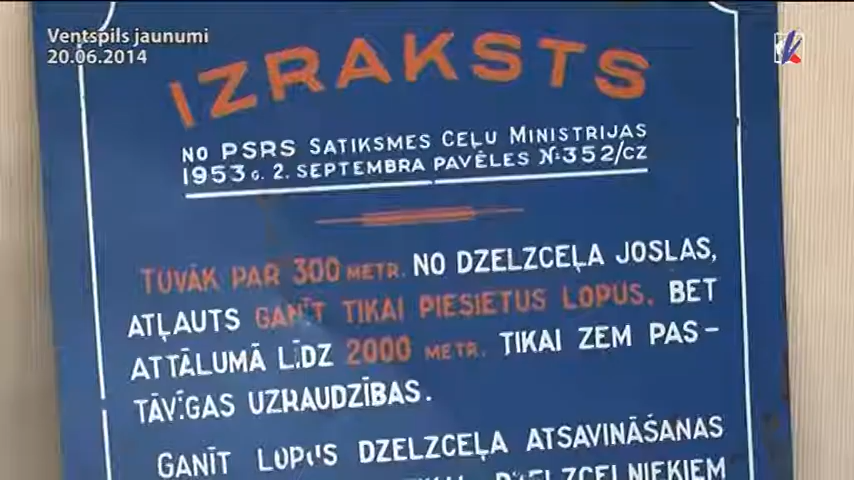 Ventspils jaunumi
20.06.2014
IZRAKSTS
NO PSRS SATIKSMES CEĻU MINISTRIJAS
1953 G. 2. SEPTEMBRA PAVĒLES №352/CZ
TUVĀK PAR 300 METR. NO DZELZCEĻA JOSLAS,
ATĻAUTS GANĪT TIKAI PIESIETUS LOPUS. BET
ATTĀLUMĀ LĪDZ 2000 METR. TIKAI ZEM PAS–
TĀVĪGAS UZRAUDZĪBAS.
GANĪT LOPUS DZELZCEĻA ATSAVINĀŠANAS
DZELZCEĻNIEKIEM